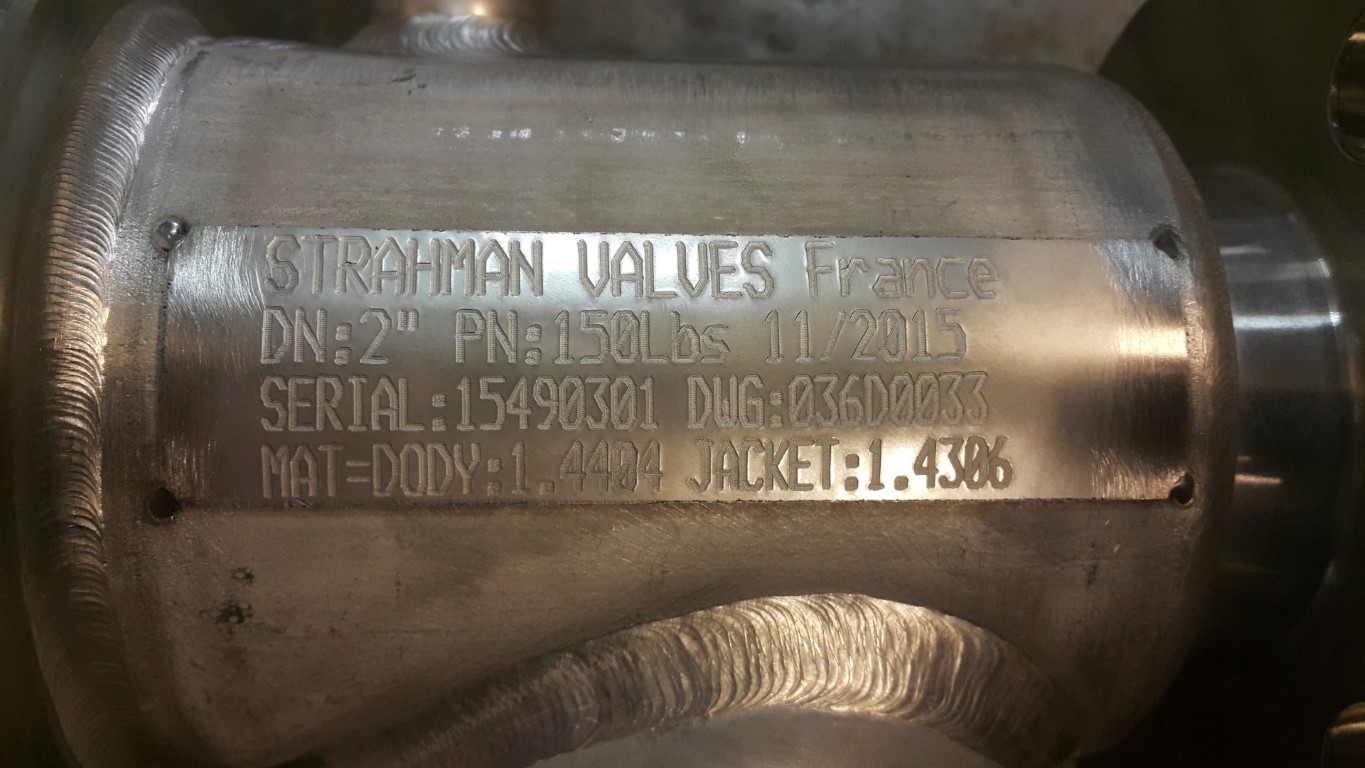 STRAHMAN VALVES France
DN:2" PN:150Lbs 11/2015
SERIAL:15490301 DWG:036D0033
MAT=DODY:1.4404 JACKET:1.4306